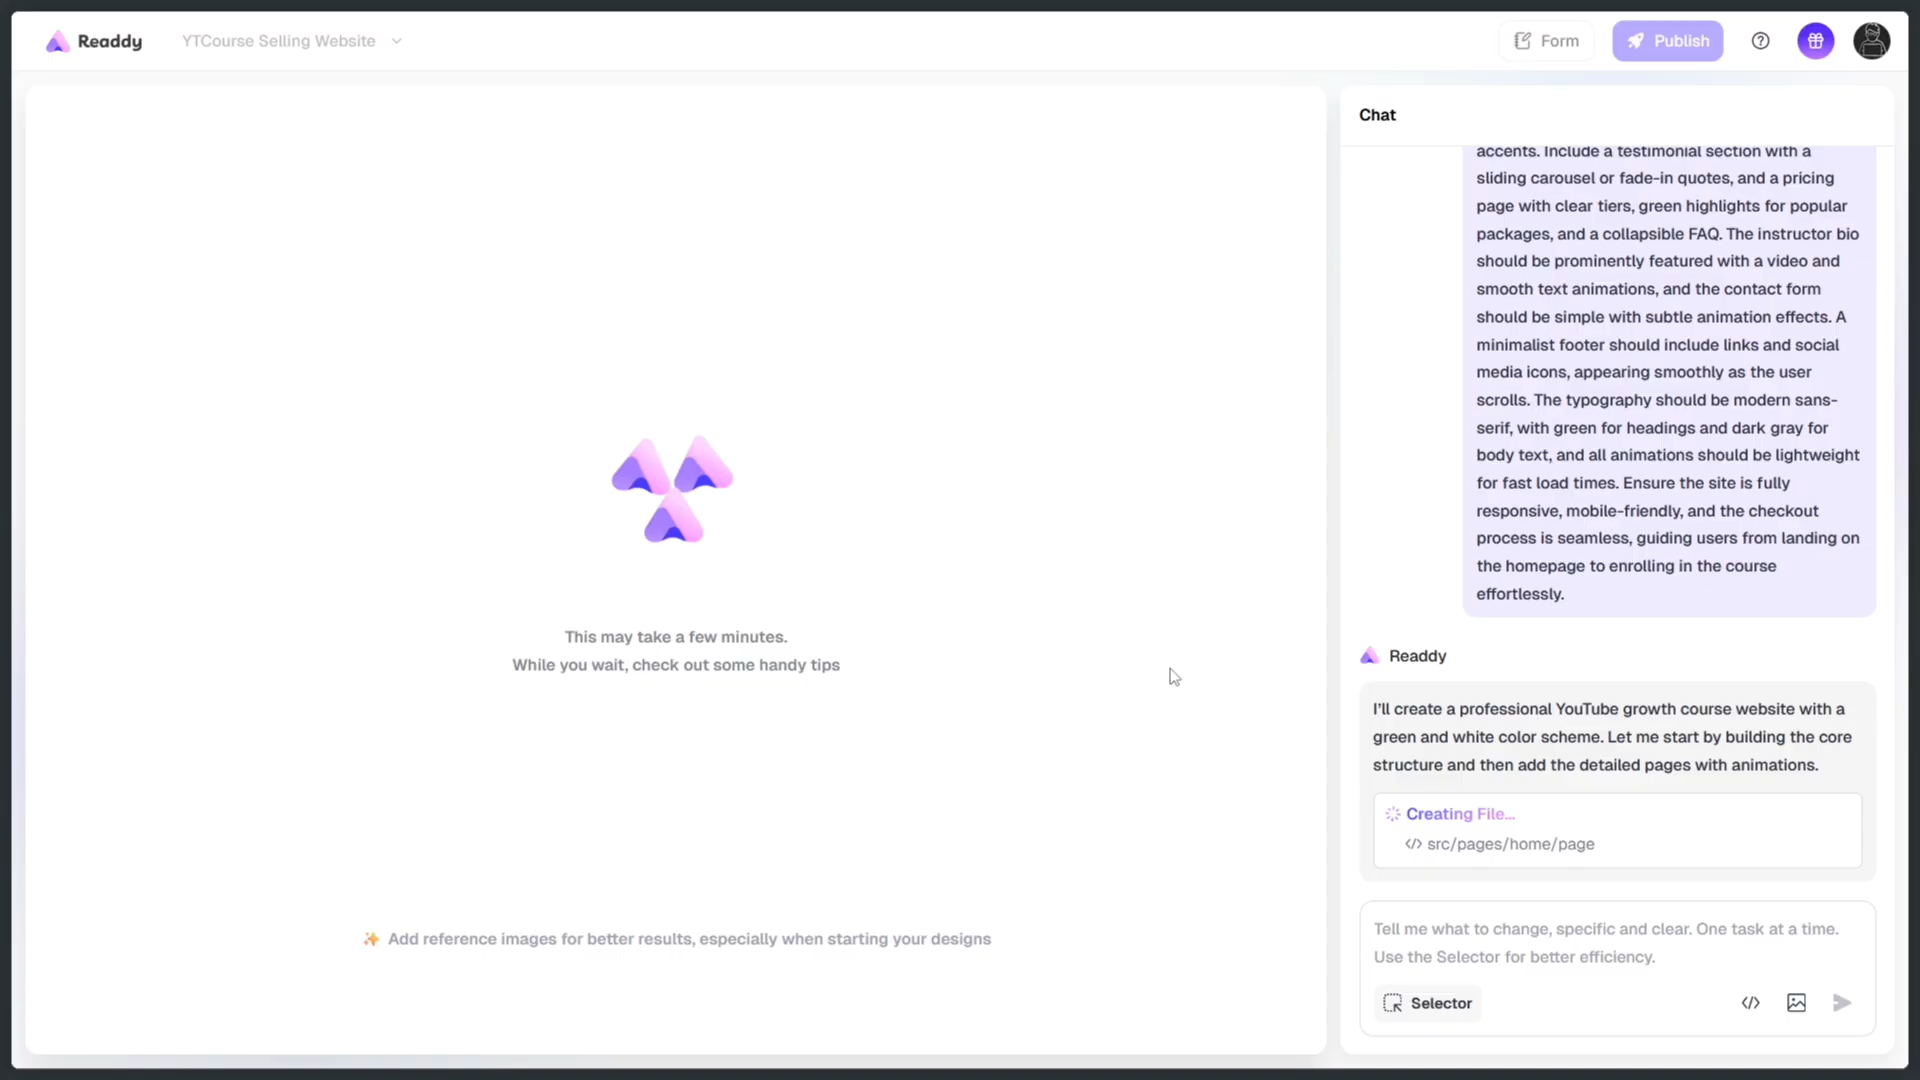 Readdy
YTCourse Selling Website
Form
Publish
Chat
accents. Include a testimonial section with a
sliding carousel or fade-in quotes, and a pricing
page with clear tiers, green highlights for popular
packages, and a collapsible FAQ. The instructor bio
should be prominently featured with a video and
smooth text animations, and the contact form
should be simple with subtle animation effects. A
minimalist footer should include links and social
media icons, appearing smoothly as the user
scrolls. The typography should be modern sans-
serif, with green for headings and dark gray for
body text, and all animations should be lightweight
for fast load times. Ensure the site is fully
responsive, mobile-friendly, and the checkout
process is seamless, guiding users from landing on
the homepage to enrolling in the course
effortlessly.
Readdy
I'll create a professional YouTube growth course website with a
green and white color scheme. Let me start by building the core
structure and then add the detailed pages with animations.
Creating File...
</> src/pages/home/page
This may take a few minutes.
While you wait, check out some handy tips
Add reference images for better results, especially when starting your designs
Tell me what to change, specific and clear. One task at a time.
Use the Selector for better efficiency.
Selector